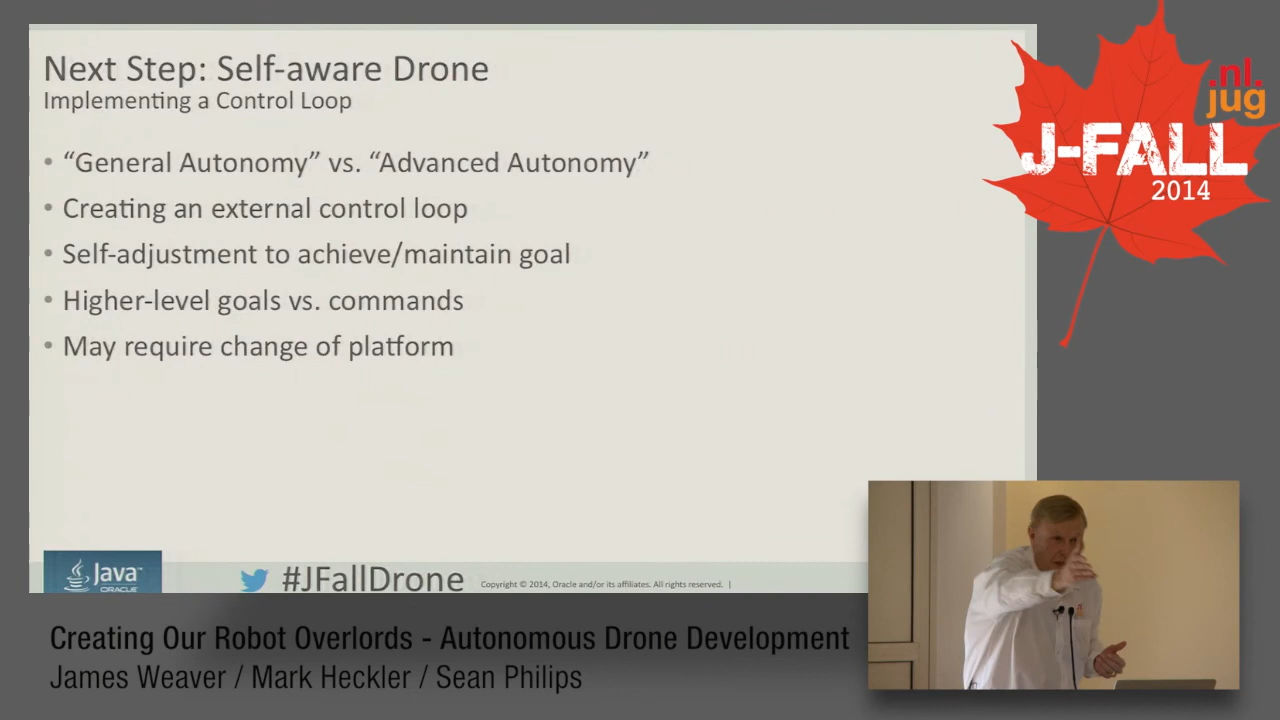 Next Step: Self-aware Drone
Implementing a Control Loop
• “General Autonomy” vs. “Advanced Autonomy”
• Creating an external control loop
• Self-adjustment to achieve/maintain goal
• Higher-level goals vs. commands
• May require change of platform
Java™
ORACLE
#JFallDrone
Copyright © 2014, Oracle and/or its affiliates. All rights reserved. |
.nl.
jug
J-FALL
2014
Creating Our Robot Overlords - Autonomous Drone Development
James Weaver / Mark Heckler / Sean Philips